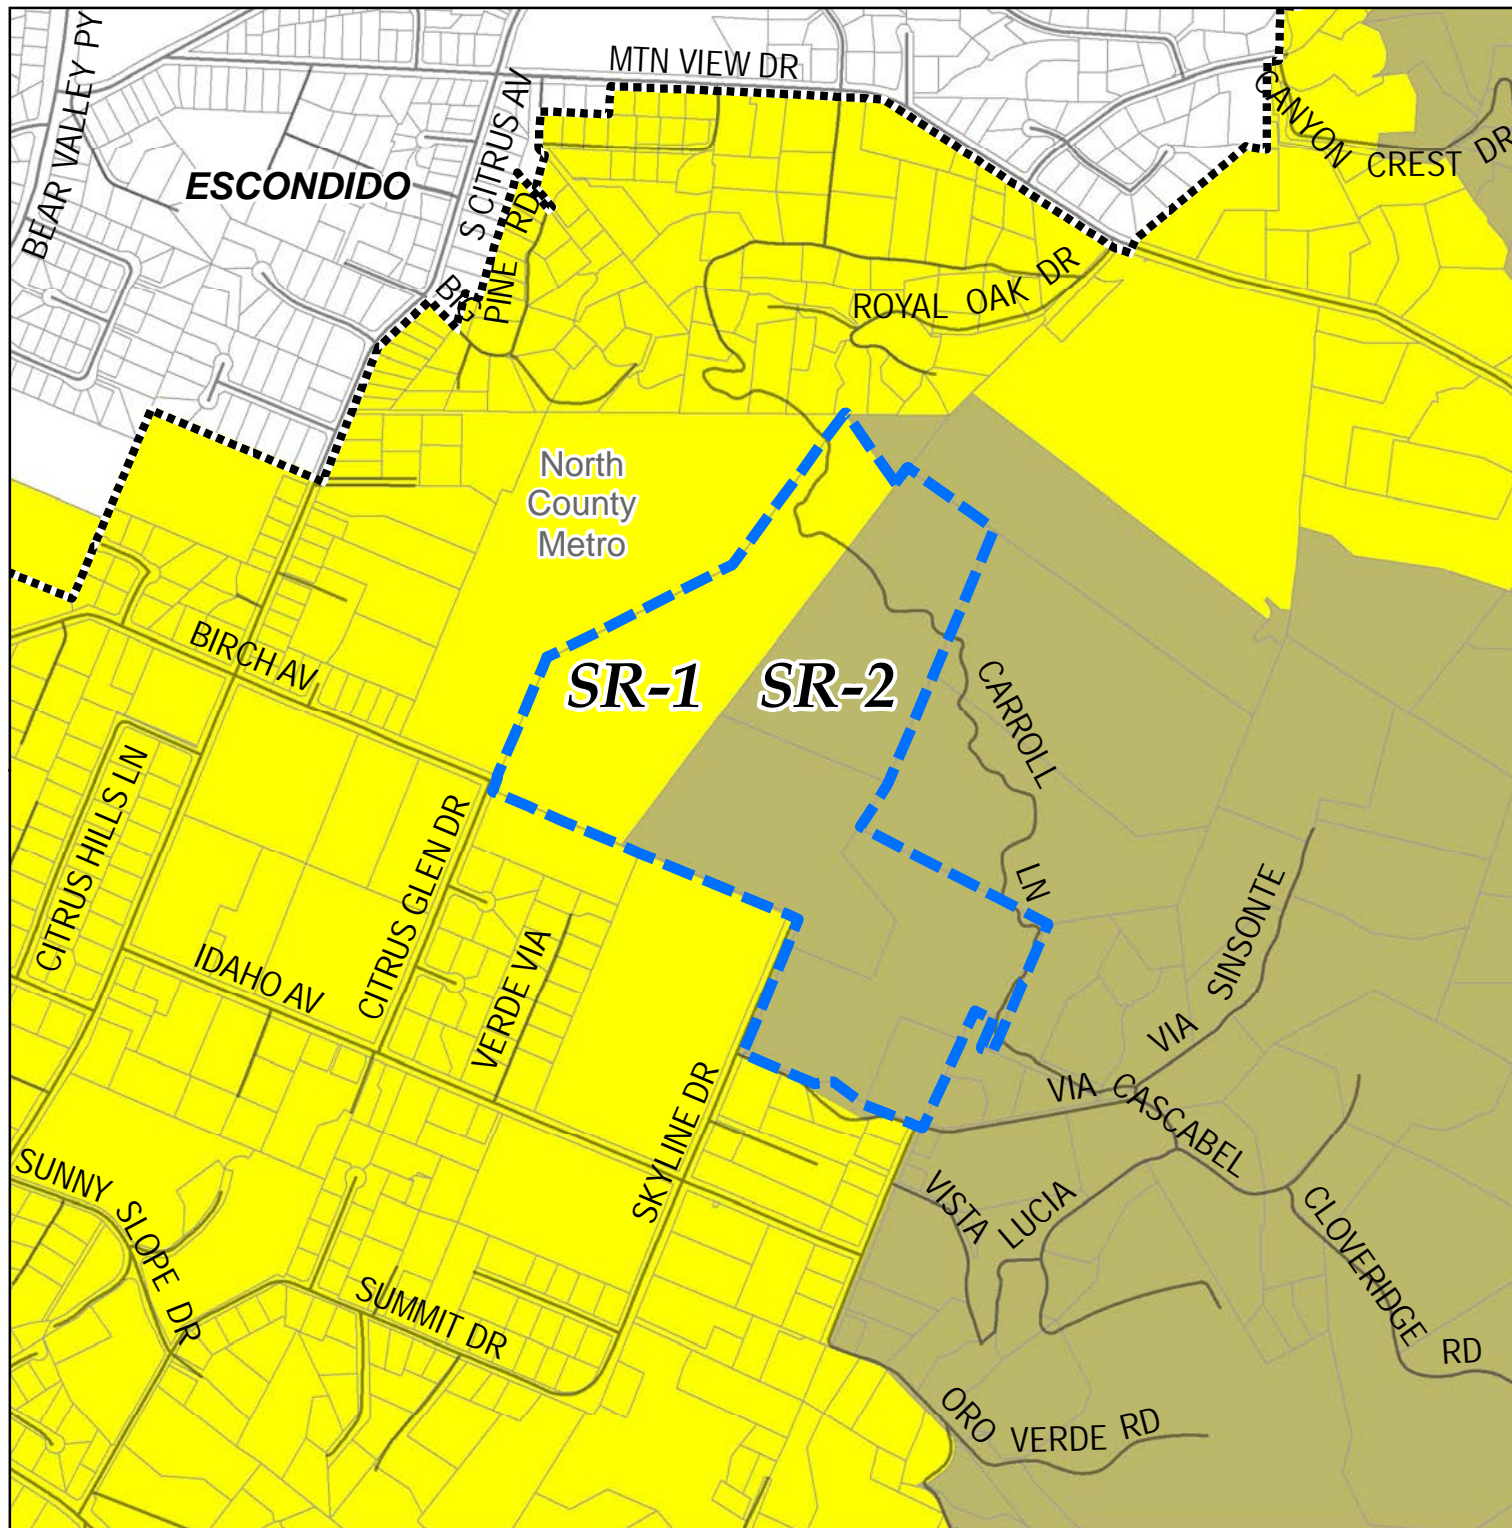 MTN VIEW DR
BEAR VALLEY PY
S CITRUS AV
CANYON CREST DR
ESCONDIDO
BIG PINE RD
ROYAL OAK DR
North
County
Metro
BIRCH AV
SR-1
SR-2
CARROLL LN
CITRUS HILLS LN
CITRUS GLEN DR
IDAHO AV
VERDE VIA
VIA SINSONTE
SKYLINE DR
VIA CASCABEL
SUNNY SLOPE DR
VISTA LUCIA
CLOVERIDGE RD
SUMMIT DR
ORO VERDE RD